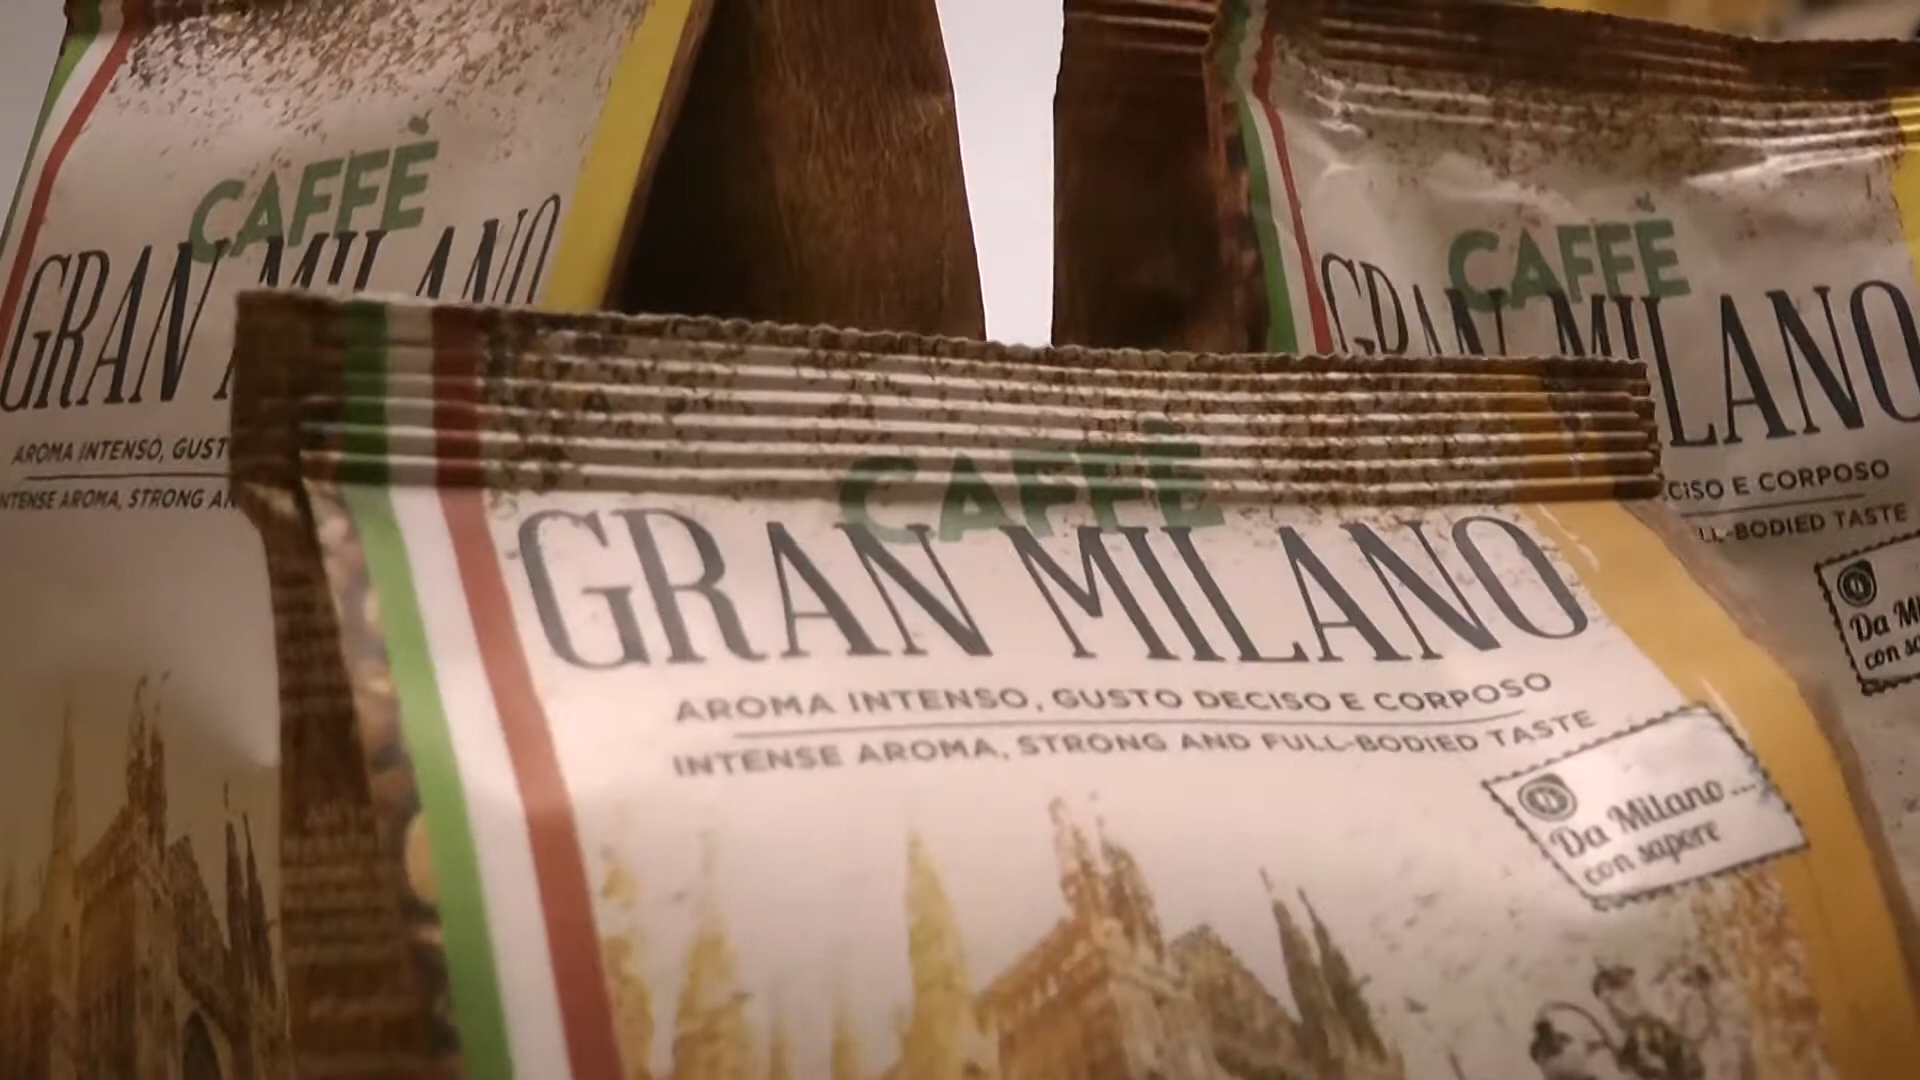 CAFFÈ
GRAN MILANO
AROMA INTENSO, GUST
INTENSE AROMA, STRONG AN
CAFFÈ
GRAN MILANO
CISO E CORPOSO
LL-BODIED TASTE
Da M
con sa
CAFFÈ
GRAN MILANO
AROMA INTENSO, GUSTO DECISO E CORPOSO
INTENSE AROMA, STRONG AND FULL-BODIED TASTE
Da Milano...
con sapere